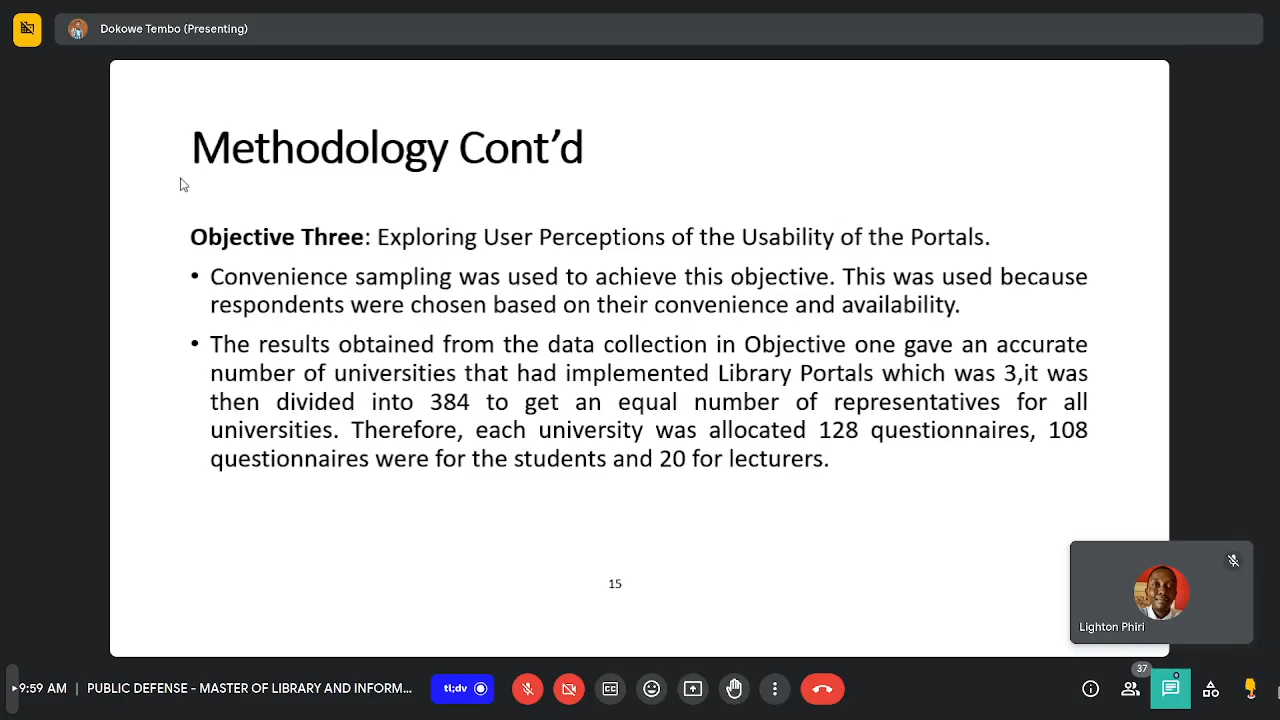 Dokowe Tembo (Presenting)
Methodology Cont’d
Objective Three: Exploring User Perceptions of the Usability of the Portals.
• Convenience sampling was used to achieve this objective. This was used because
respondents were chosen based on their convenience and availability.
• The results obtained from the data collection in Objective one gave an accurate
number of universities that had implemented Library Portals which was 3,it was
then divided into 384 to get an equal number of representatives for all
universities. Therefore, each university was allocated 128 questionnaires, 108
questionnaires were for the students and 20 for lecturers.
15
Lighton Phiri
37
9:59 AM | PUBLIC DEFENSE - MASTER OF LIBRARY AND INFORM...
tl;dv